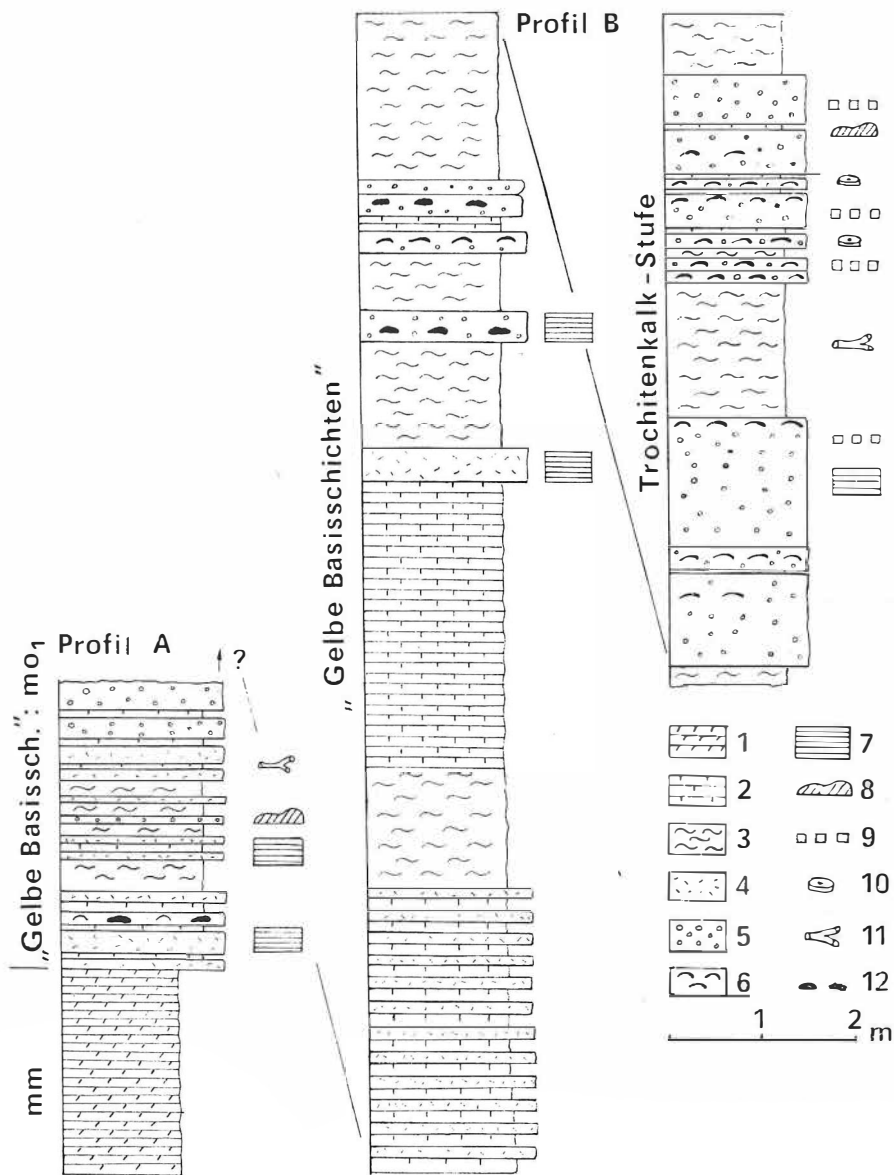 Profil B
Trochitenkalk-Stufe
„Gelbe Basisschichten"
Profil A
?
„Gelbe Basissch.": mo1
mm
1
2
3
4
5
6
7
8
9
10
11
12
1 2 m